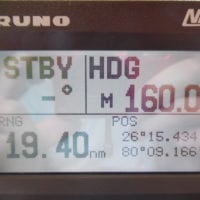 RUNO
STBY HDG
-° M 160.0
RNG POS
19.40nm 26°15.434
80°09.166